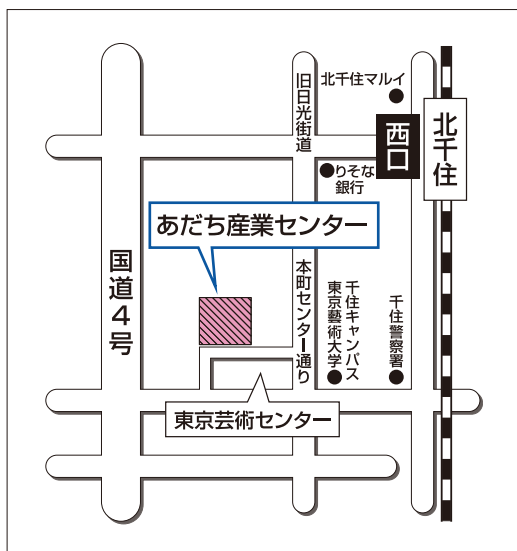 北千住マルイ
旧日光街道
西口
北千住
りそな
銀行
あだち産業センター
国道4号
本町センター通り
千住キャンパス
東京藝術大学
千住警察署
東京芸術センター